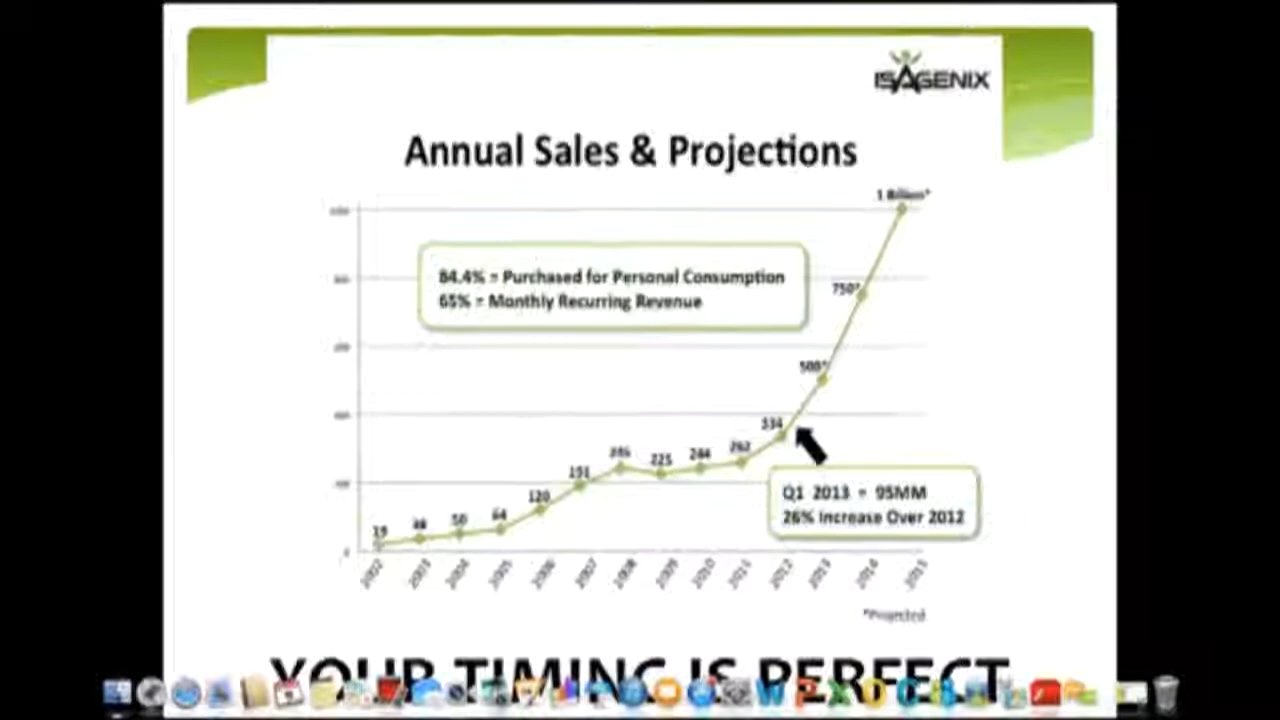 ISAGENIX
Annual Sales & Projections
1 Billion*
84.4% = Purchased for Personal Consumption
65% = Monthly Recurring Revenue
750*
500*
334
262
244
225
191
120
64
50
19
0
Q1 2013 = 95MM
26% Increase Over 2012
2002 2003 2004 2005 2006 2007 2008 2009 2010 2011 2012 2013 2014 2015
*Projected
YOUR TIMING IS PERFECT